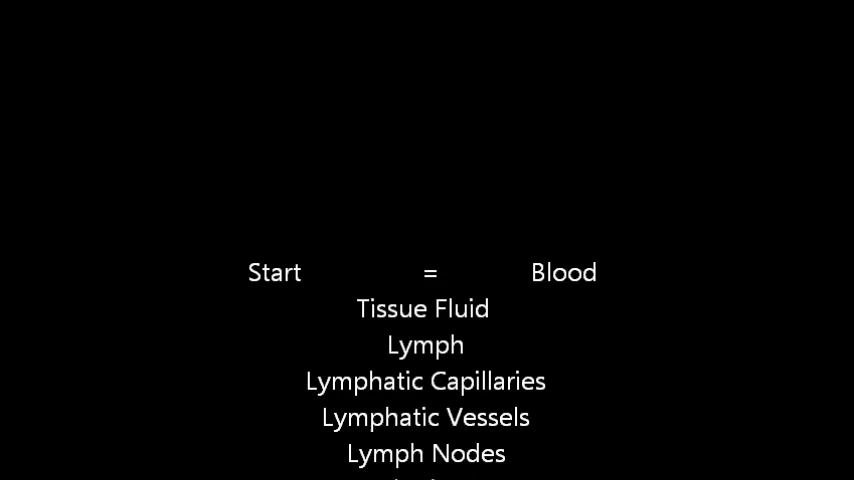 Start = Blood
Tissue Fluid
Lymph
Lymphatic Capillaries
Lymphatic Vessels
Lymph Nodes